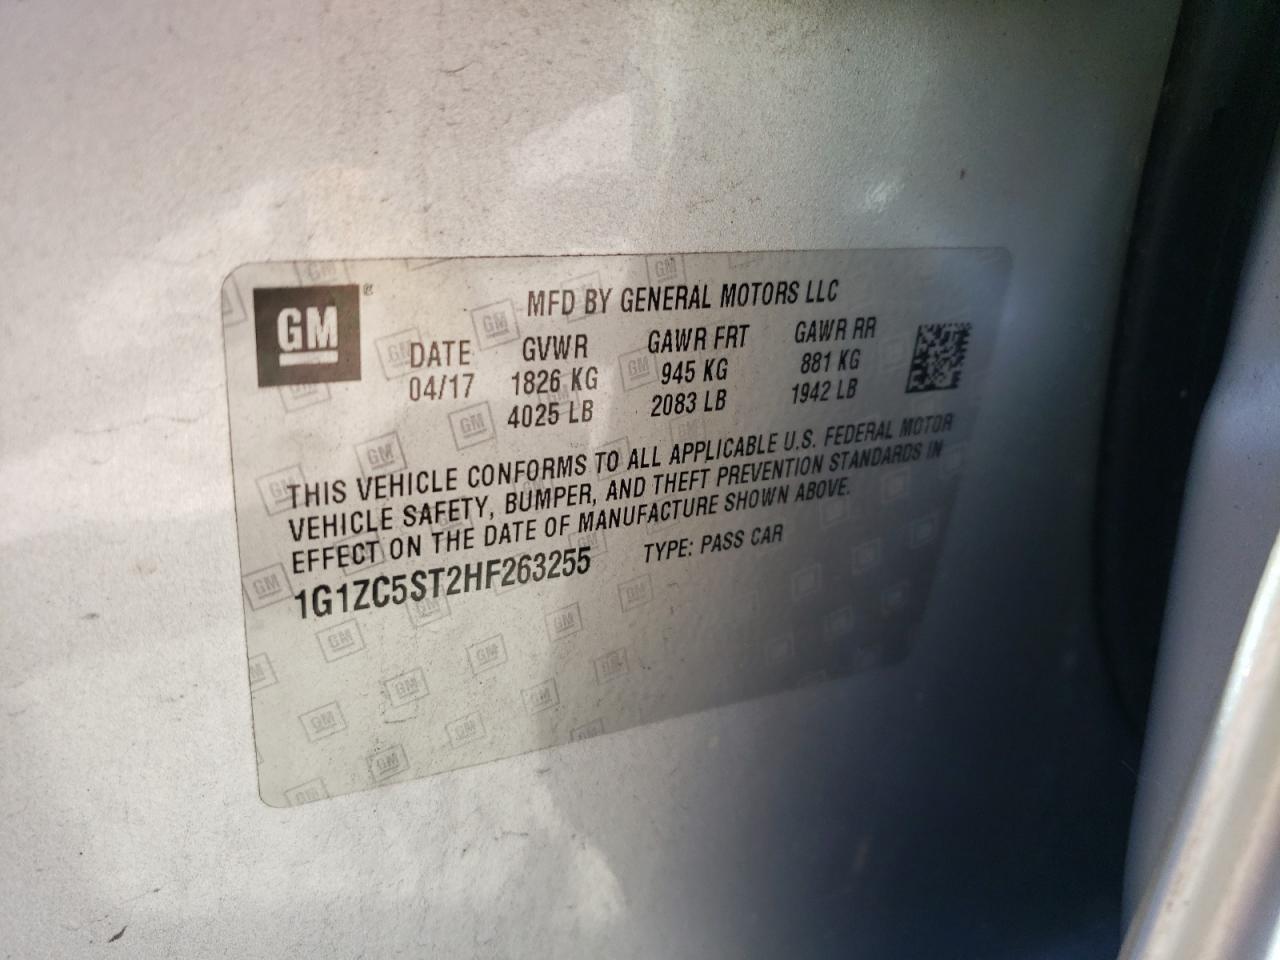 GM®
MFD BY GENERAL MOTORS LLC
DATE GVWR GAWR FRT GAWR RR
04/17 1826 KG 945 KG 881 KG
4025 LB 2083 LB 1942 LB
THIS VEHICLE CONFORMS TO ALL APPLICABLE U.S. FEDERAL MOTOR
VEHICLE SAFETY, BUMPER, AND THEFT PREVENTION STANDARDS IN
EFFECT ON THE DATE OF MANUFACTURE SHOWN ABOVE.
1G1ZC5ST2HF263255 TYPE: PASS CAR